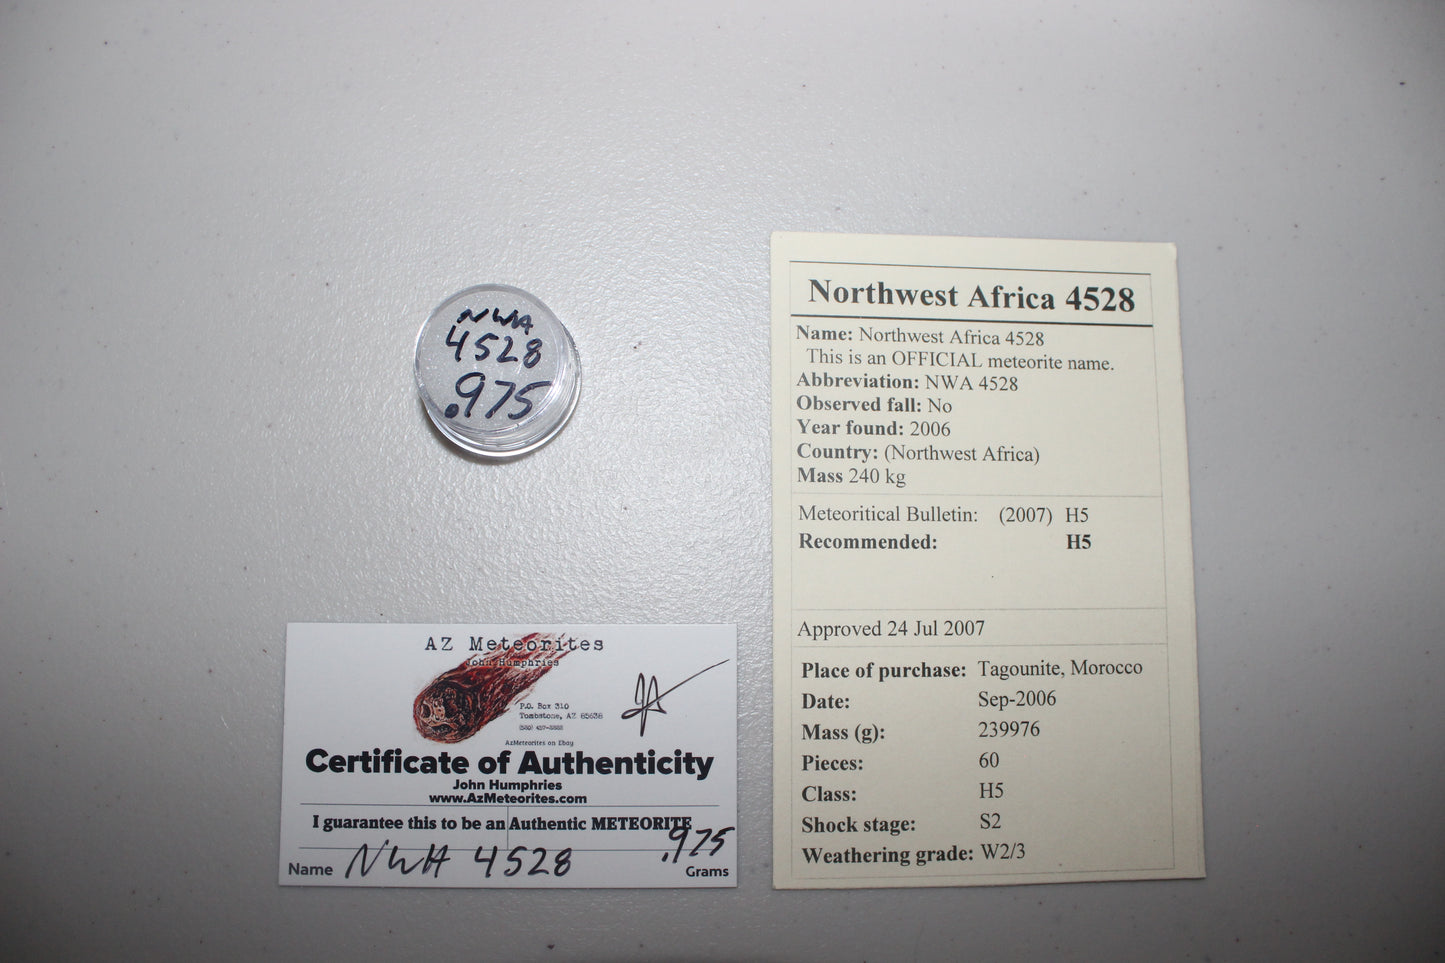 NWA
4528
.975
AZ Meteorites
John Humphries
P.O. Box 310
Tombstone, AZ 85638
AzMeteorites on Ebay
Certificate of Authenticity
John Humphries
www.AzMeteorites.com
I guarantee this to be an Authentic METEORITE
Name NWA 4528 .975 Grams
Northwest Africa 4528
Name: Northwest Africa 4528
This is an OFFICIAL meteorite name.
Abbreviation: NWA 4528
Observed fall: No
Year found: 2006
Country: (Northwest Africa)
Mass 240 kg
Meteoritical Bulletin: (2007) H5
Recommended: H5
Approved 24 Jul 2007
Place of purchase: Tagounite, Morocco
Date: Sep-2006
Mass (g): 239976
Pieces: 60
Class: H5
Shock stage: S2
Weathering grade: W2/3